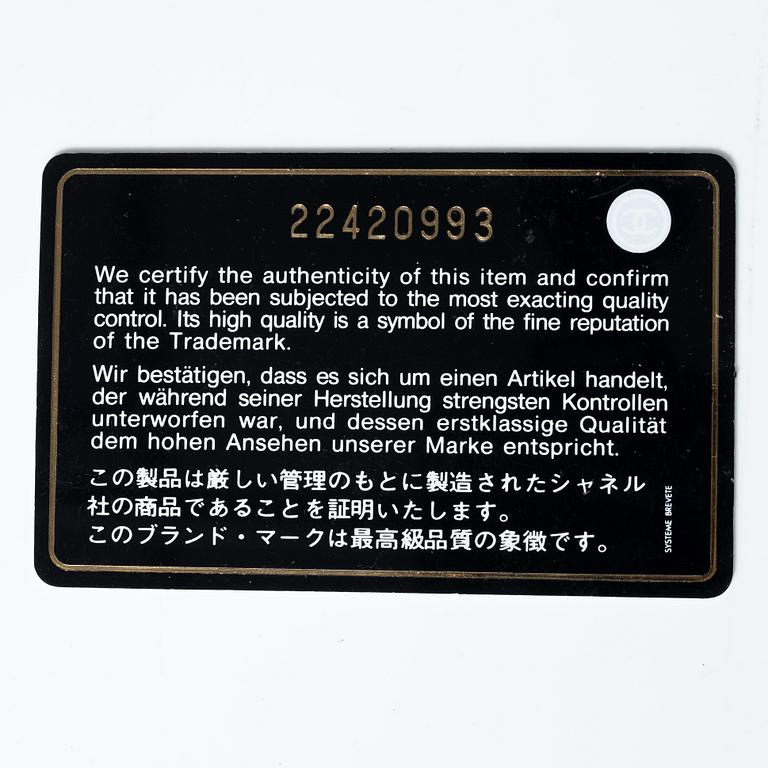 22420993
We certify the authenticity of this item and confirm
that it has been subjected to the most exacting quality
control. Its high quality is a symbol of the fine reputation
of the Trademark.
Wir bestätigen, dass es sich um einen Artikel handelt,
der während seiner Herstellung strengsten Kontrollen
unterworfen war, und dessen erstklassige Qualität
dem hohen Ansehen unserer Marke entspricht.
この製品は厳しい管理のもとに製造されたシャネル
社の商品であることを証明いたします。
このブランド・マークは最高級品質の象徴です。
SYSTEME BREVETE